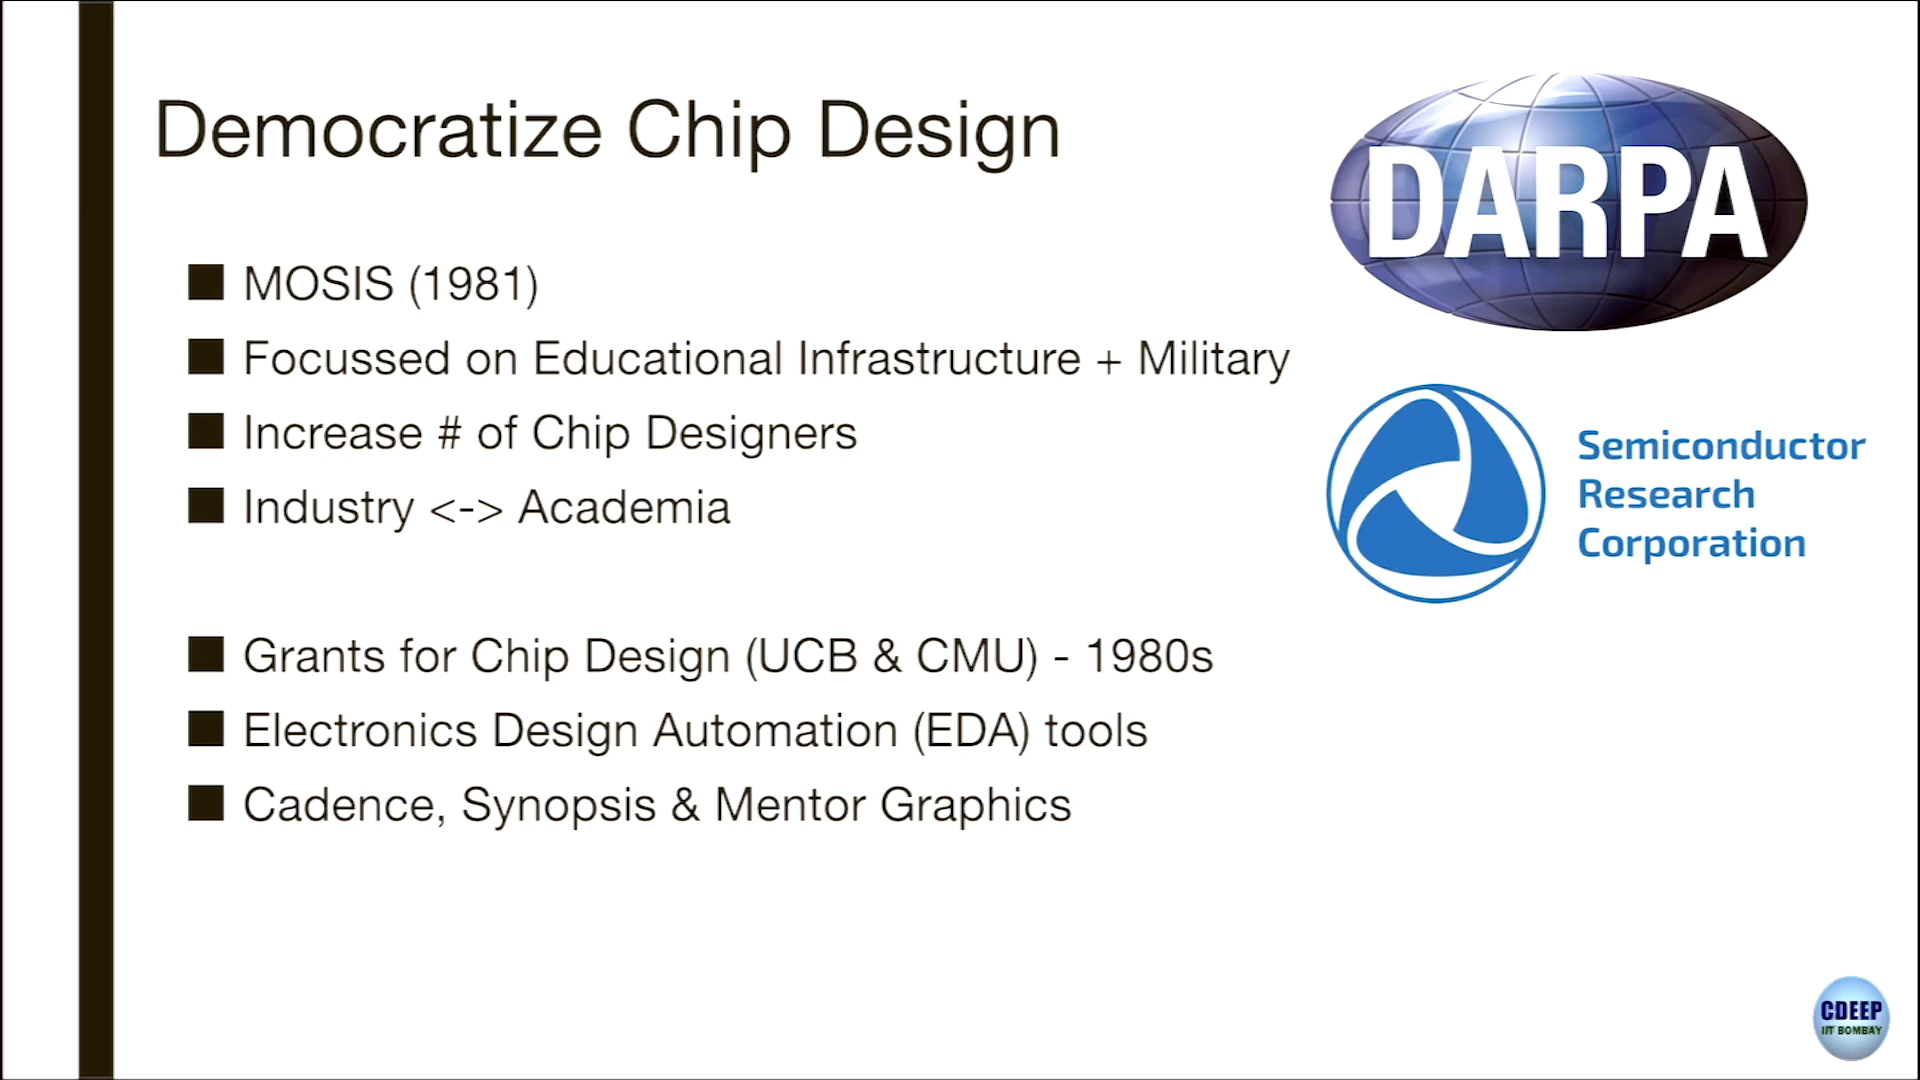 Democratize Chip Design
DARPA
■ MOSIS (1981)
■ Focussed on Educational Infrastructure + Military
■ Increase # of Chip Designers
■ Industry <-> Academia
Semiconductor
Research
Corporation
■ Grants for Chip Design (UCB & CMU) - 1980s
■ Electronics Design Automation (EDA) tools
■ Cadence, Synopsis & Mentor Graphics
CDEEP
IIT BOMBAY